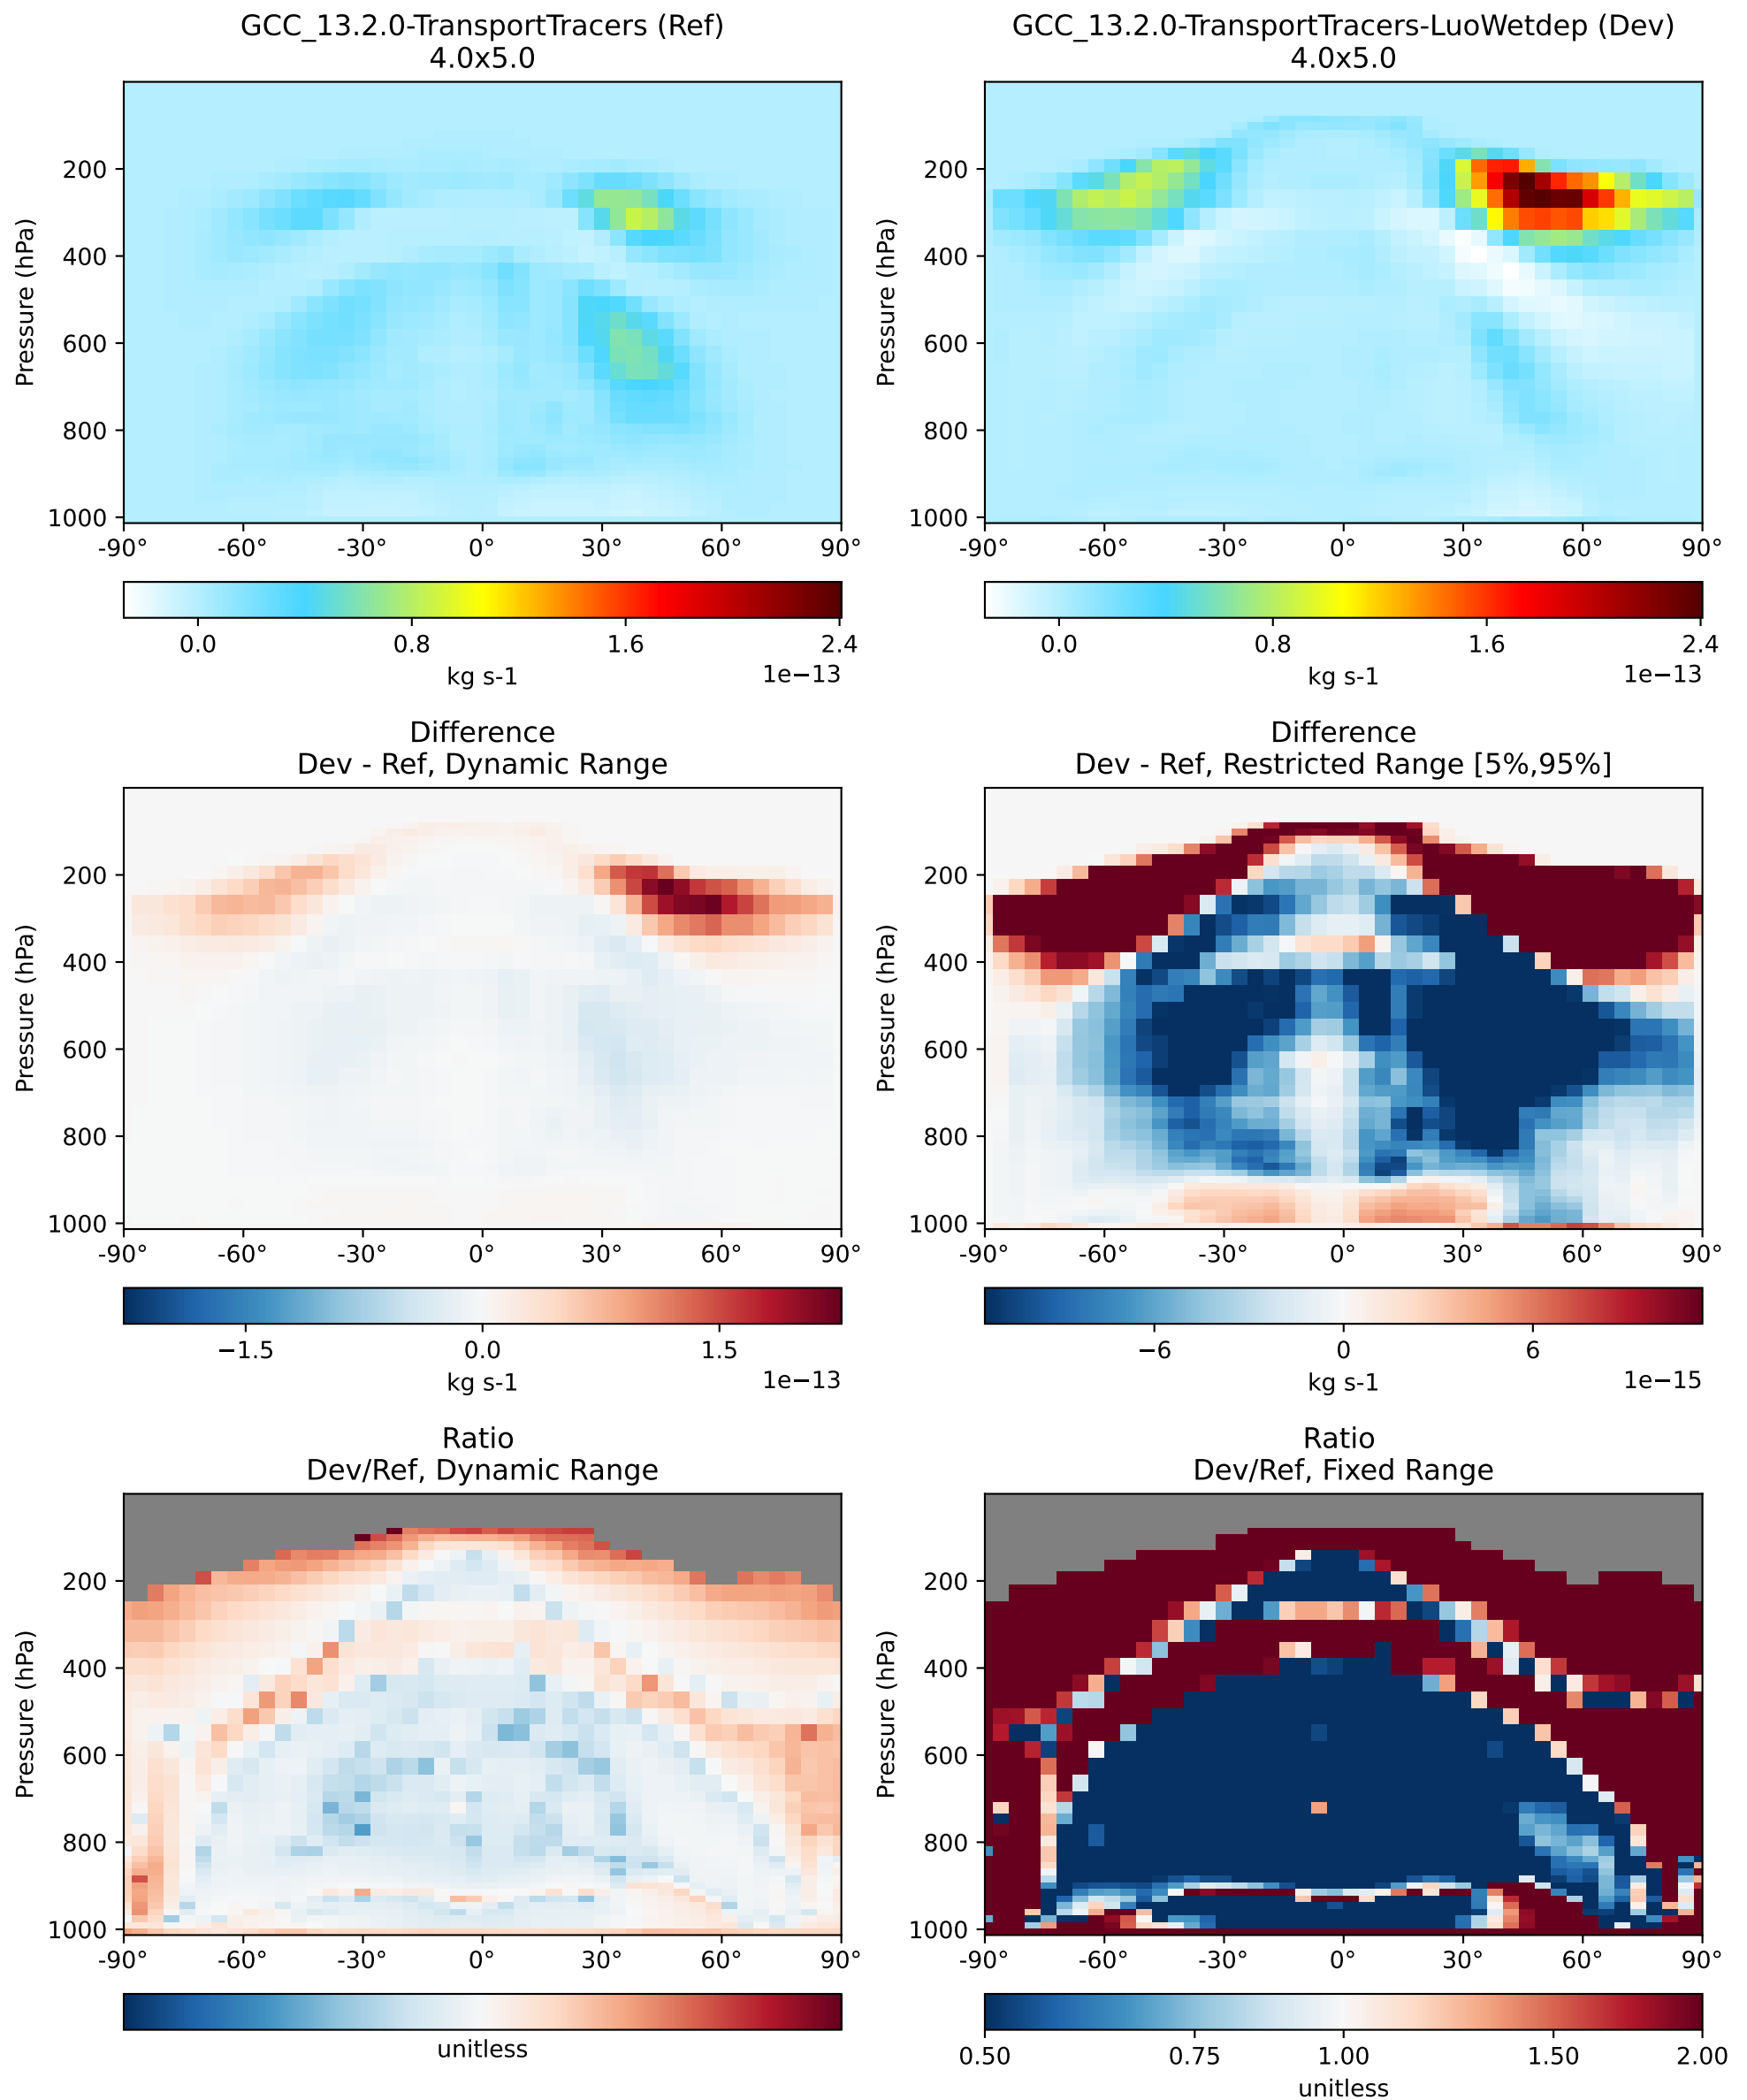 GCC_13.2.0-TransportTracers (Ref)
4.0x5.0
GCC_13.2.0-TransportTracers-LuoWetdep (Dev)
4.0x5.0
Pressure (hPa)
200
400
600
800
1000
-90° -60° -30° 0° 30° 60° 90°
0.0 0.8 1.6 2.4
kg s-1
1e−13
Pressure (hPa)
200
400
600
800
1000
-90° -60° -30° 0° 30° 60° 90°
0.0 0.8 1.6 2.4
kg s-1
1e−13
Difference
Dev - Ref, Dynamic Range
Pressure (hPa)
200
400
600
800
1000
-90° -60° -30° 0° 30° 60° 90°
−1.5 0.0 1.5
kg s-1
1e−13
Difference
Dev - Ref, Restricted Range [5%,95%]
Pressure (hPa)
200
400
600
800
1000
-90° -60° -30° 0° 30° 60° 90°
−6 0 6
kg s-1
1e−15
Ratio
Dev/Ref, Dynamic Range
Pressure (hPa)
200
400
600
800
1000
-90° -60° -30° 0° 30° 60° 90°
unitless
Ratio
Dev/Ref, Fixed Range
Pressure (hPa)
200
400
600
800
1000
-90° -60° -30° 0° 30° 60° 90°
0.50 0.75 1.00 1.50 2.00
unitless